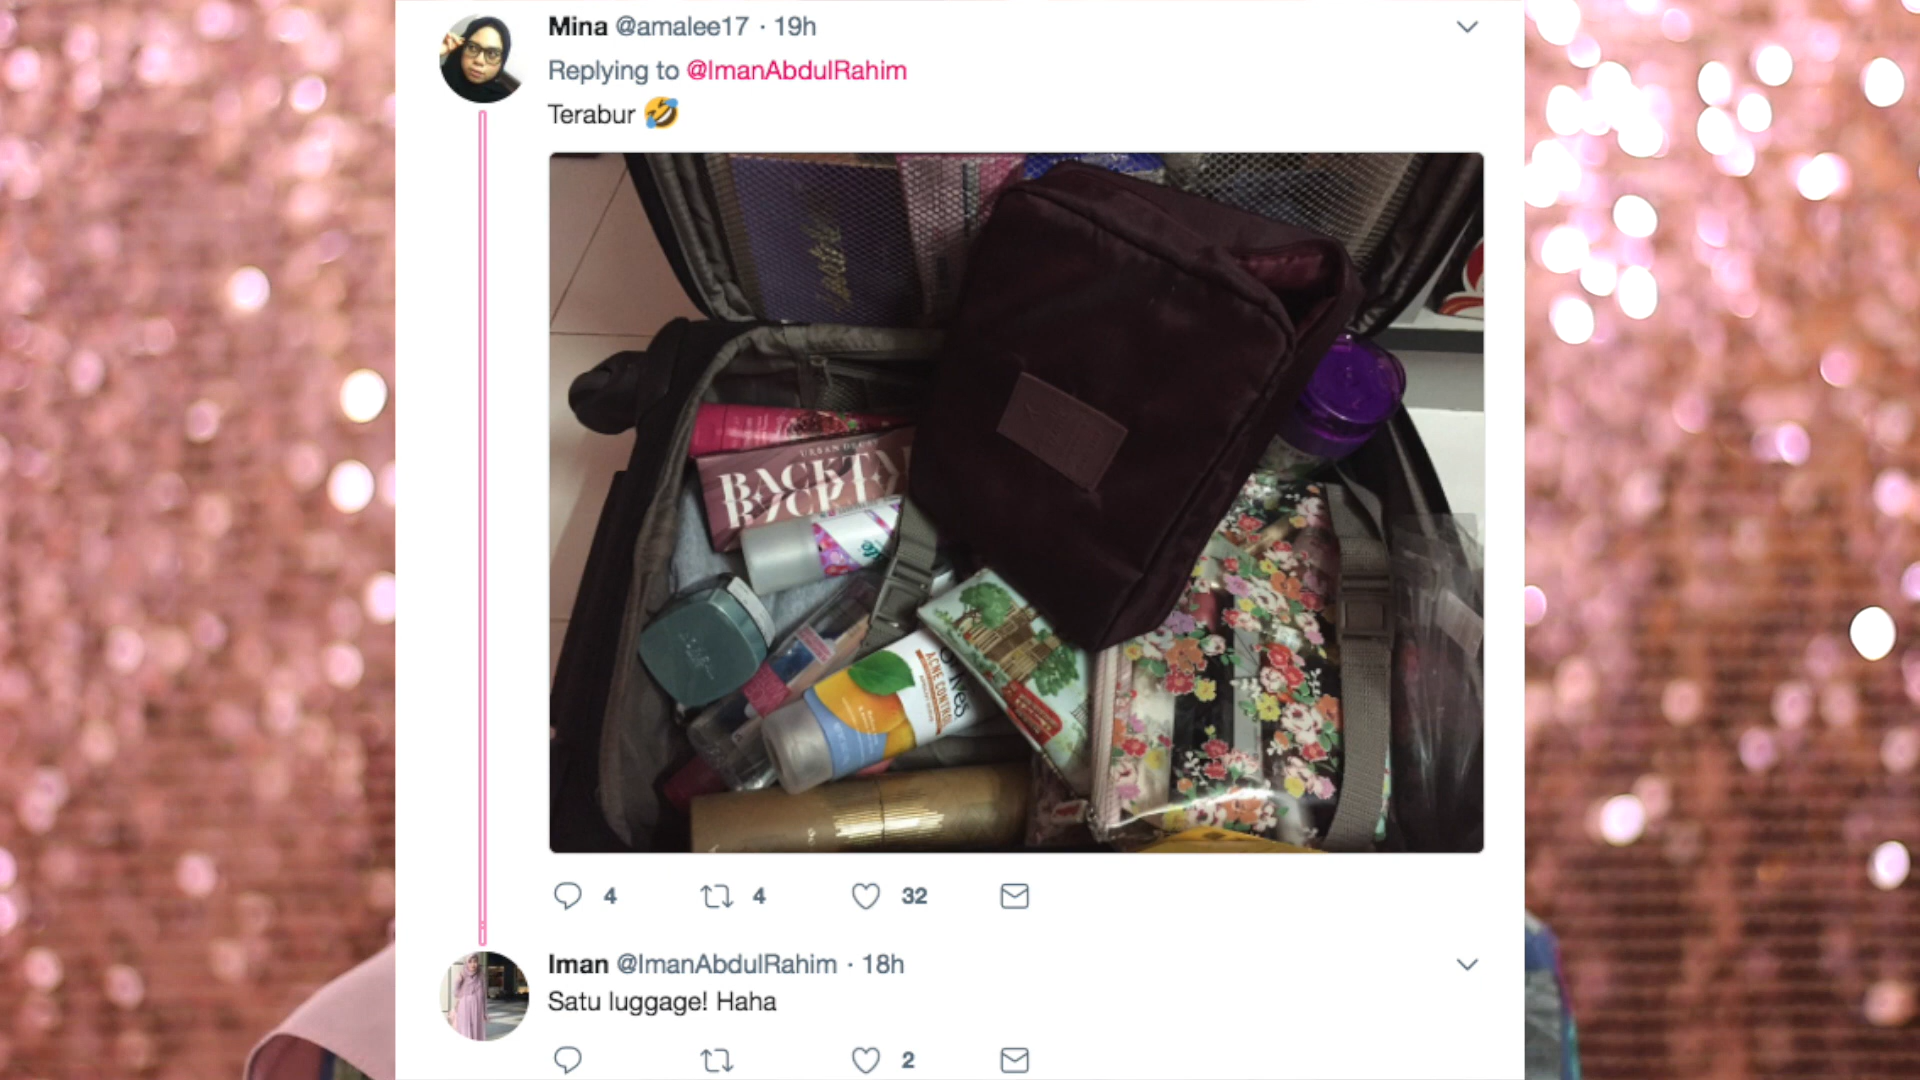 Mina @amalee17 · 19h
Replying to @ImanAbdulRahim
Terabur 🤣
URBAN DECAY
ACNE CONTROL
4 4 32
Iman @ImanAbdulRahim · 18h
Satu luggage! Haha
2